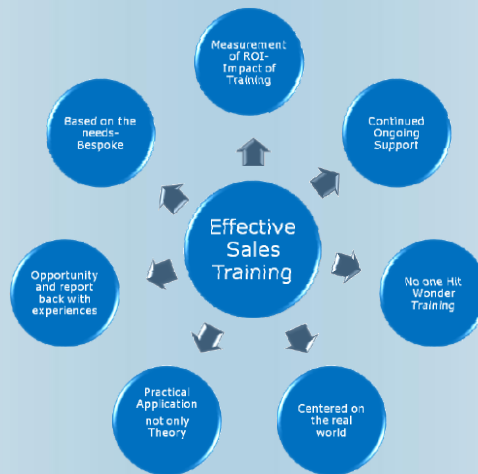 Measurement
of ROI-
Impact of
Training
Based on the
needs-
Bespoke
Continued
Ongoing
Support
Effective
Sales
Training
Opportunity
and report
back with
experiences
No one Hit
Wonder
Training
Practical
Application
not only
Theory
Centered on
the real
world